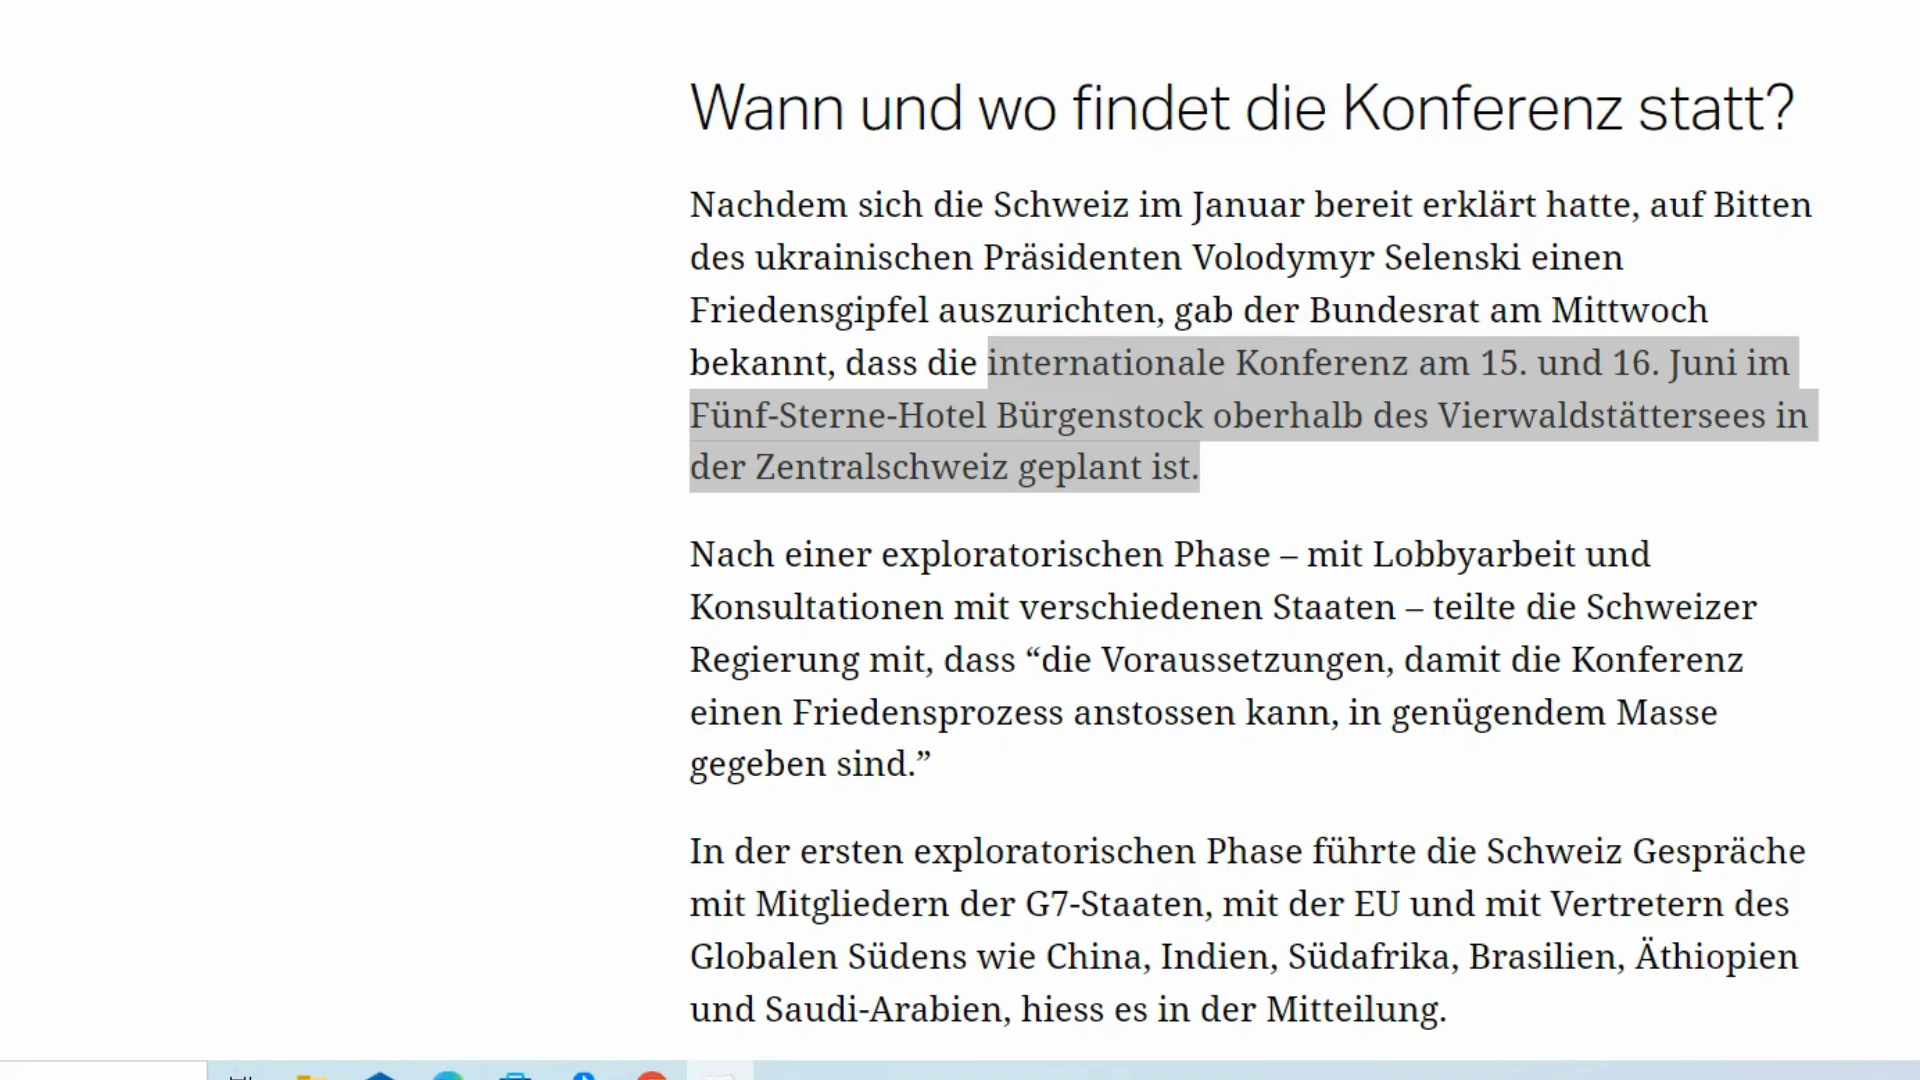 Wann und wo findet die Konferenz statt?
Nachdem sich die Schweiz im Januar bereit erklärt hatte, auf Bitten
des ukrainischen Präsidenten Volodymyr Selenski einen
Friedensgipfel auszurichten, gab der Bundesrat am Mittwoch
bekannt, dass die internationale Konferenz am 15. und 16. Juni im
Fünf-Sterne-Hotel Bürgenstock oberhalb des Vierwaldstättersees in
der Zentralschweiz geplant ist.
Nach einer exploratorischen Phase – mit Lobbyarbeit und
Konsultationen mit verschiedenen Staaten – teilte die Schweizer
Regierung mit, dass “die Voraussetzungen, damit die Konferenz
einen Friedensprozess anstossen kann, in genügendem Masse
gegeben sind.”
In der ersten exploratorischen Phase führte die Schweiz Gespräche
mit Mitgliedern der G7-Staaten, mit der EU und mit Vertretern des
Globalen Südens wie China, Indien, Südafrika, Brasilien, Äthiopien
und Saudi-Arabien, hiess es in der Mitteilung.